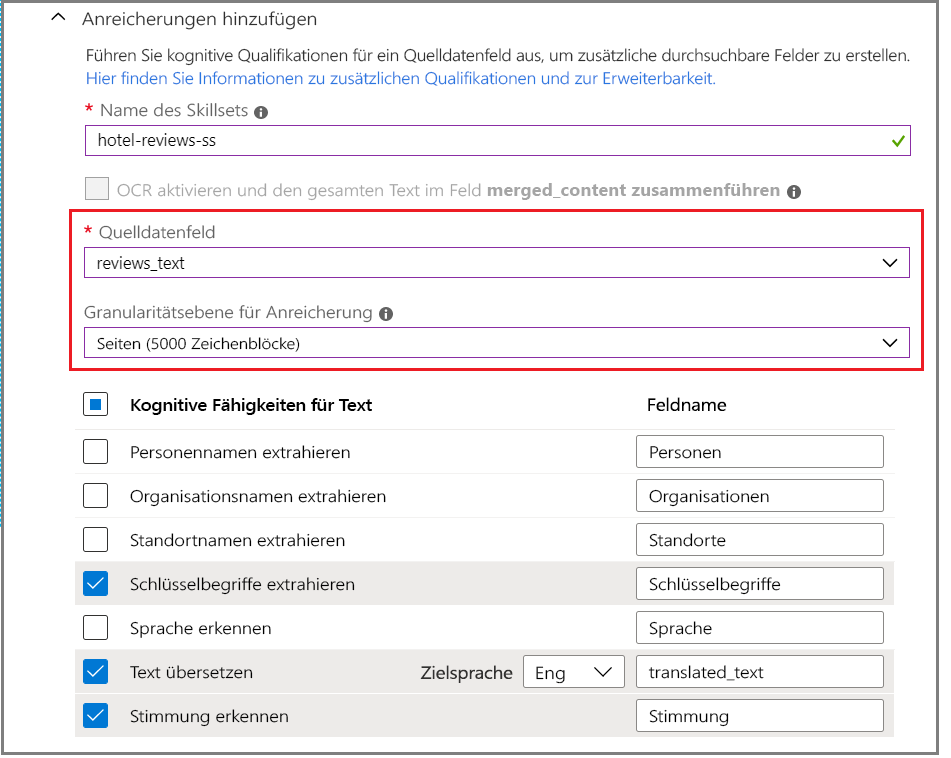 Anreicherungen hinzufügen
Führen Sie kognitive Qualifikationen für ein Quelldatenfeld aus, um zusätzliche durchsuchbare Felder zu erstellen.
Hier finden Sie Informationen zu zusätzlichen Qualifikationen und zur Erweiterbarkeit.
* Name des Skillsets
hotel-reviews-ss
OCR aktivieren und den gesamten Text im Feld merged_content zusammenführen
* Quelldatenfeld
reviews_text
Granularitätsebene für Anreicherung
Seiten (5000 Zeichenblöcke)
Kognitive Fähigkeiten für Text Feldname
Personennamen extrahieren Personen
Organisationsnamen extrahieren Organisationen
Standortnamen extrahieren Standorte
Schlüsselbegriffe extrahieren Schlüsselbegriffe
Sprache erkennen Sprache
Text übersetzen Zielsprache Eng translated_text
Stimmung erkennen Stimmung